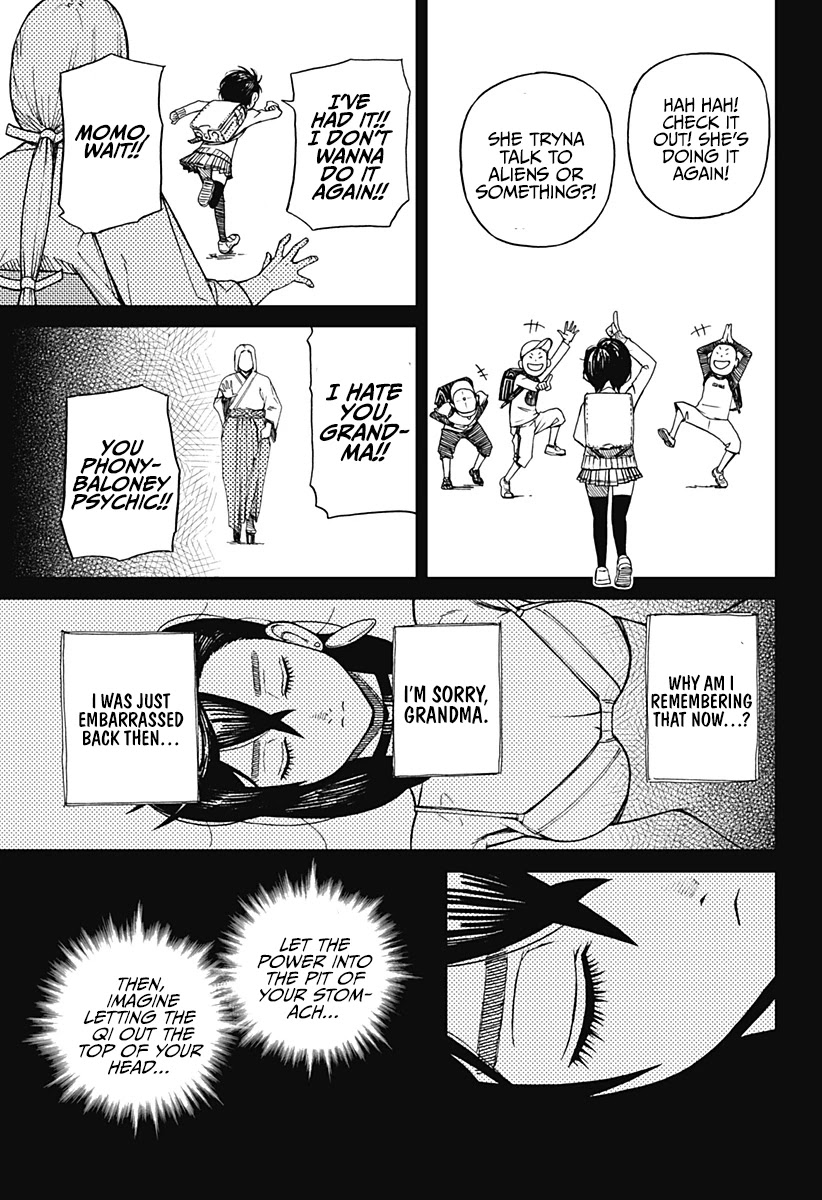 HAH HAH!
CHECK IT
OUT! SHE'S
DOING IT
AGAIN!
SHE TRYNA
TALK TO
ALIENS OR
SOMETHING?!
I'VE
HAD IT!!
I DON'T
WANNA
DO IT
AGAIN!!
MOMO,
WAIT!!
I HATE
YOU,
GRAND-
MA!!
YOU
PHONY-
BALONEY
PSYCHIC!!
WHY AM I
REMEMBERING
THAT NOW...?
I'M SORRY,
GRANDMA.
I WAS JUST
EMBARRASSED
BACK THEN...
LET THE
POWER INTO
THE PIT OF
YOUR STOM-
ACH...
THEN,
IMAGINE
LETTING THE
QI OUT THE
TOP OF YOUR
HEAD...